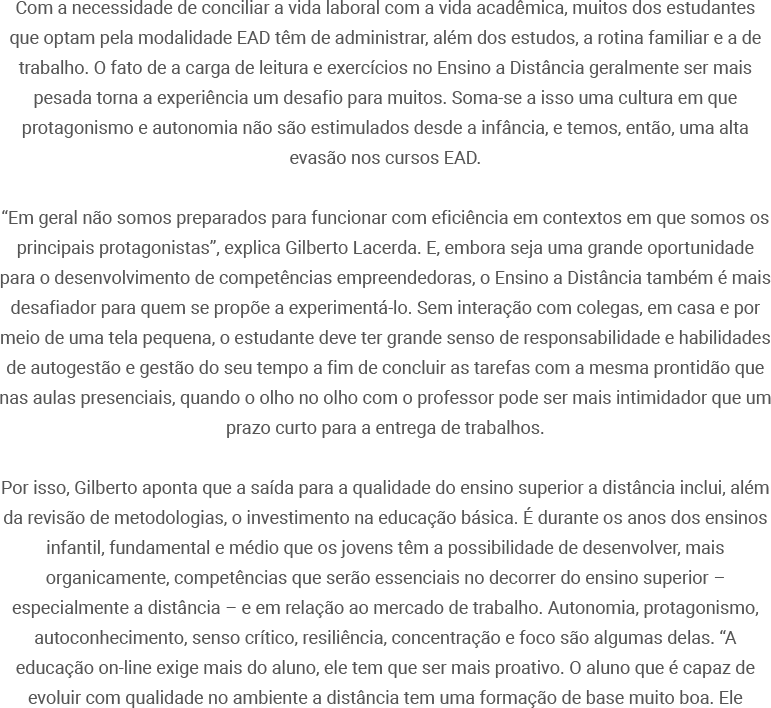 Com a necessidade de conciliar a vida laboral com a vida acadêmica, muitos dos estudantes
que optam pela modalidade EAD têm de administrar, além dos estudos, a rotina familiar e a de
trabalho. O fato de a carga de leitura e exercícios no Ensino a Distância geralmente ser mais
pesada torna a experiência um desafio para muitos. Soma-se a isso uma cultura em que
protagonismo e autonomia não são estimulados desde a infância, e temos, então, uma alta
evasão nos cursos EAD.
“Em geral não somos preparados para funcionar com eficiência em contextos em que somos os
principais protagonistas”, explica Gilberto Lacerda. E, embora seja uma grande oportunidade
para o desenvolvimento de competências empreendedoras, o Ensino a Distância também é mais
desafiador para quem se propõe a experimentá-lo. Sem interação com colegas, em casa e por
meio de uma tela pequena, o estudante deve ter grande senso de responsabilidade e habilidades
de autogestão e gestão do seu tempo a fim de concluir as tarefas com a mesma prontidão que
nas aulas presenciais, quando o olho no olho com o professor pode ser mais intimidador que um
prazo curto para a entrega de trabalhos.
Por isso, Gilberto aponta que a saída para a qualidade do ensino superior a distância inclui, além
da revisão de metodologias, o investimento na educação básica. É durante os anos dos ensinos
infantil, fundamental e médio que os jovens têm a possibilidade de desenvolver, mais
organicamente, competências que serão essenciais no decorrer do ensino superior –
especialmente a distância – e em relação ao mercado de trabalho. Autonomia, protagonismo,
autoconhecimento, senso crítico, resiliência, concentração e foco são algumas delas. “A
educação on-line exige mais do aluno, ele tem que ser mais proativo. O aluno que é capaz de
evoluir com qualidade no ambiente a distância tem uma formação de base muito boa. Ele